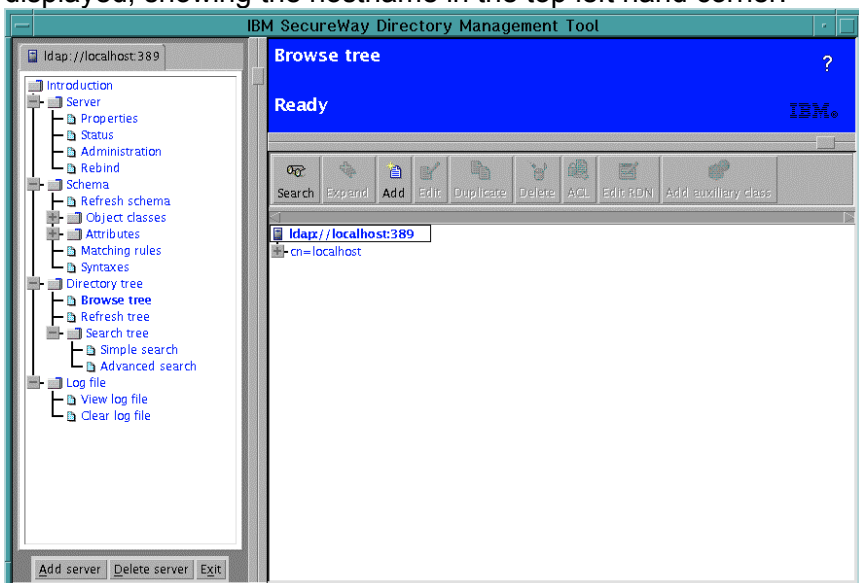 displayed, showing the hostname in the top left hand corner.
IBM SecureWay Directory Management Tool
ldap://localhost:389
Introduction
Server
Properties
Status
Administration
Rebind
Schema
Refresh schema
Object classes
Attributes
Matching rules
Syntaxes
Directory tree
Browse tree
Refresh tree
Search tree
Simple search
Advanced search
Log file
View log file
Clear log file
Add server Delete server Exit
Browse tree
?
Ready
IBM®
Search Expand Add Edit Duplicate Delete ACL Edit RDN Add auxiliary class
ldap://localhost:389
cn=localhost